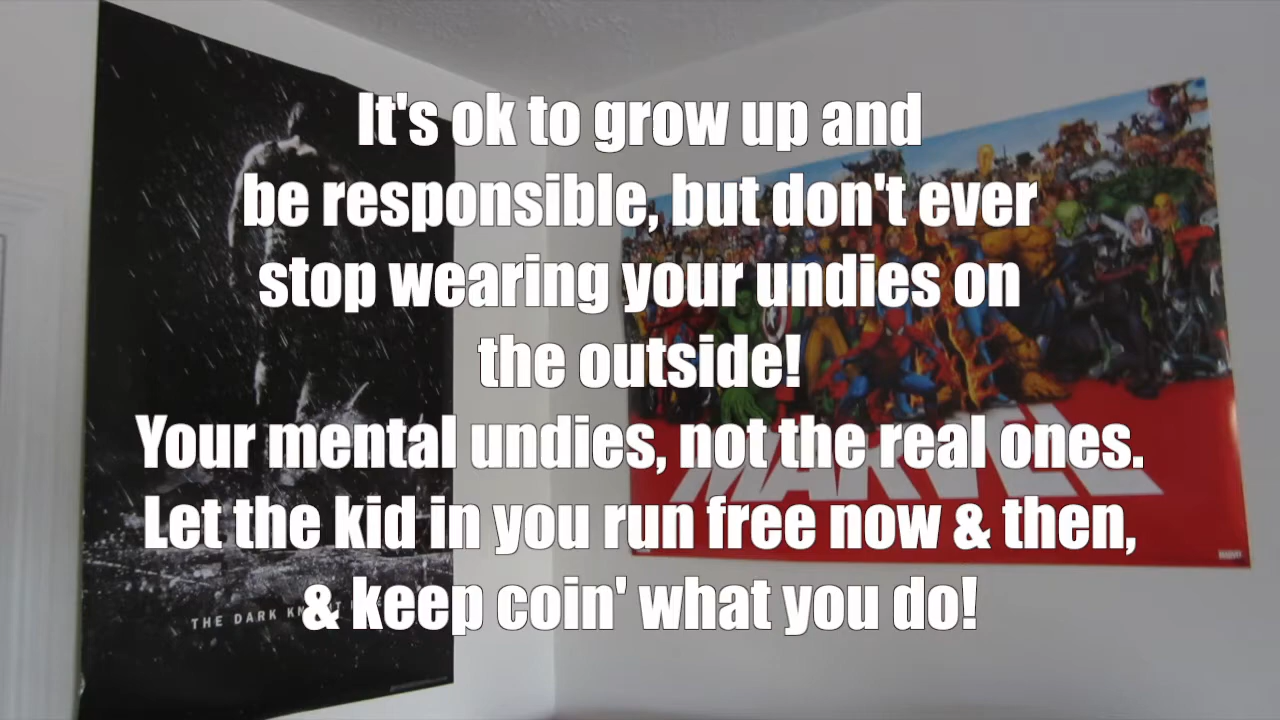 It's ok to grow up and
be responsible, but don't ever
stop wearing your undies on
the outside!
Your mental undies, not the real ones.
Let the kid in you run free now & then,
& keep coin' what you do!
MARVEL
THE DARK
MARVEL